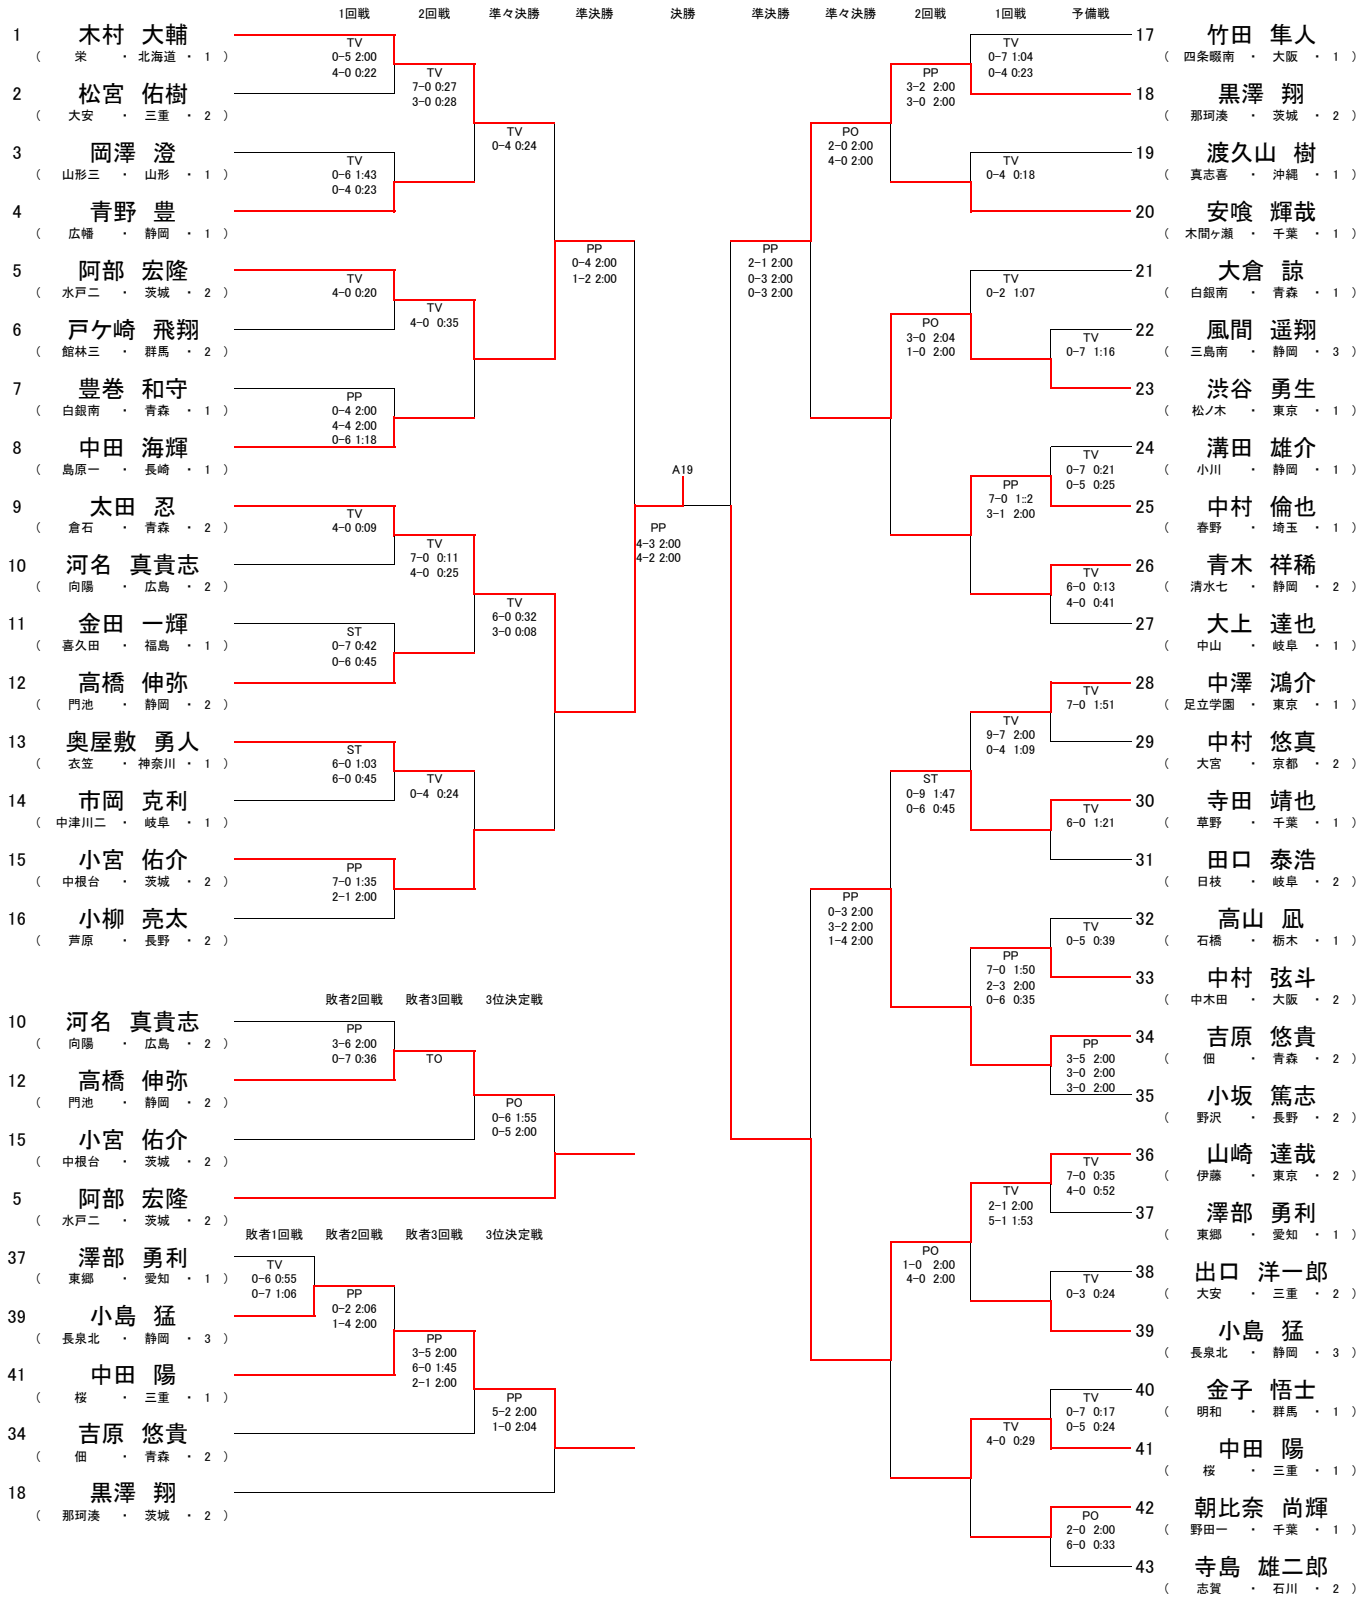 1回戦 2回戦 準々決勝 準決勝 決勝 準決勝 準々決勝 2回戦 1回戦 予備戦
1 木村 大輔
( 栄 ・ 北海道 ・ 1 )
TV
0-5 2:00
4-0 0:22
2 松宮 佑樹
( 大安 ・ 三重 ・ 2 )
TV
7-0 0:27
3-0 0:28
3 岡澤 澄
( 山形三 ・ 山形 ・ 1 )
TV
0-6 1:43
0-4 0:23
4 青野 豊
( 広幡 ・ 静岡 ・ 1 )
TV
0-4 0:24
5 阿部 宏隆
( 水戸二 ・ 茨城 ・ 2 )
TV
4-0 0:20
6 戸ケ崎 飛翔
( 館林三 ・ 群馬 ・ 2 )
TV
4-0 0:35
7 豊巻 和守
( 白銀南 ・ 青森 ・ 1 )
PP
0-4 2:00
4-4 2:00
0-6 1:18
8 中田 海輝
( 島原一 ・ 長崎 ・ 1 )
PP
0-4 2:00
1-2 2:00
9 太田 忍
( 倉石 ・ 青森 ・ 2 )
TV
4-0 0:09
10 河名 真貴志
( 向陽 ・ 広島 ・ 2 )
TV
7-0 0:11
4-0 0:25
11 金田 一輝
( 喜久田 ・ 福島 ・ 1 )
ST
0-7 0:42
0-6 0:45
12 高橋 伸弥
( 門池 ・ 静岡 ・ 2 )
TV
6-0 0:32
3-0 0:08
13 奥屋敷 勇人
( 衣笠 ・ 神奈川 ・ 1 )
ST
6-0 1:03
6-0 0:45
14 市岡 克利
( 中津川二 ・ 岐阜 ・ 1 )
TV
0-4 0:24
15 小宮 佑介
( 中根台 ・ 茨城 ・ 2 )
PP
7-0 1:35
2-1 2:00
16 小柳 亮太
( 芦原 ・ 長野 ・ 2 )
A19
PP
4-3 2:00
4-2 2:00
17 竹田 隼人
( 四条畷南 ・ 大阪 ・ 1 )
TV
0-7 1:04
0-4 0:23
18 黒澤 翔
( 那珂湊 ・ 茨城 ・ 2 )
PP
3-2 2:00
3-0 2:00
19 渡久山 樹
( 真志喜 ・ 沖縄 ・ 1 )
TV
0-4 0:18
20 安喰 輝哉
( 木間ヶ瀬 ・ 千葉 ・ 1 )
PO
2-0 2:00
4-0 2:00
21 大倉 諒
( 白銀南 ・ 青森 ・ 1 )
TV
0-2 1:07
22 風間 遥翔
( 三島南 ・ 静岡 ・ 3 )
TV
0-7 1:16
23 渋谷 勇生
( 松ノ木 ・ 東京 ・ 1 )
PO
3-0 2:04
1-0 2:00
PP
2-1 2:00
0-3 2:00
0-3 2:00
24 溝田 雄介
( 小川 ・ 静岡 ・ 1 )
TV
0-7 0:21
0-5 0:25
25 中村 倫也
( 春野 ・ 埼玉 ・ 1 )
PP
7-0 1::2
3-1 2:00
26 青木 祥稀
( 清水七 ・ 静岡 ・ 2 )
TV
6-0 0:13
4-0 0:41
27 大上 達也
( 中山 ・ 岐阜 ・ 1 )
28 中澤 鴻介
( 足立学園 ・ 東京 ・ 1 )
TV
7-0 1:51
29 中村 悠真
( 大宮 ・ 京都 ・ 2 )
TV
9-7 2:00
0-4 1:09
30 寺田 靖也
( 草野 ・ 千葉 ・ 1 )
TV
6-0 1:21
31 田口 泰浩
( 日枝 ・ 岐阜 ・ 2 )
ST
0-9 1:47
0-6 0:45
32 高山 凪
( 石橋 ・ 栃木 ・ 1 )
TV
0-5 0:39
33 中村 弦斗
( 中木田 ・ 大阪 ・ 2 )
PP
7-0 1:50
2-3 2:00
0-6 0:35
34 吉原 悠貴
( 佃 ・ 青森 ・ 2 )
PP
3-5 2:00
3-0 2:00
3-0 2:00
35 小坂 篤志
( 野沢 ・ 長野 ・ 2 )
PP
0-3 2:00
3-2 2:00
1-4 2:00
36 山崎 達哉
( 伊藤 ・ 東京 ・ 2 )
TV
7-0 0:35
4-0 0:52
37 澤部 勇利
( 東郷 ・ 愛知 ・ 1 )
TV
2-1 2:00
5-1 1:53
38 出口 洋一郎
( 大安 ・ 三重 ・ 2 )
TV
0-3 0:24
39 小島 猛
( 長泉北 ・ 静岡 ・ 3 )
PO
1-0 2:00
4-0 2:00
40 金子 悟士
( 明和 ・ 群馬 ・ 1 )
TV
0-7 0:17
0-5 0:24
41 中田 陽
( 桜 ・ 三重 ・ 1 )
TV
4-0 0:29
42 朝比奈 尚輝
( 野田一 ・ 千葉 ・ 1 )
PO
2-0 2:00
6-0 0:33
43 寺島 雄二郎
( 志賀 ・ 石川 ・ 2 )
敗者2回戦 敗者3回戦 3位決定戦
10 河名 真貴志
( 向陽 ・ 広島 ・ 2 )
PP
3-6 2:00
0-7 0:36
12 高橋 伸弥
( 門池 ・ 静岡 ・ 2 )
TO
15 小宮 佑介
( 中根台 ・ 茨城 ・ 2 )
PO
0-6 1:55
0-5 2:00
5 阿部 宏隆
( 水戸二 ・ 茨城 ・ 2 )
敗者1回戦 敗者2回戦 敗者3回戦 3位決定戦
37 澤部 勇利
( 東郷 ・ 愛知 ・ 1 )
TV
0-6 0:55
0-7 1:06
39 小島 猛
( 長泉北 ・ 静岡 ・ 3 )
PP
0-2 2:06
1-4 2:00
41 中田 陽
( 桜 ・ 三重 ・ 1 )
PP
3-5 2:00
6-0 1:45
2-1 2:00
34 吉原 悠貴
( 佃 ・ 青森 ・ 2 )
PP
5-2 2:00
1-0 2:04
18 黒澤 翔
( 那珂湊 ・ 茨城 ・ 2 )